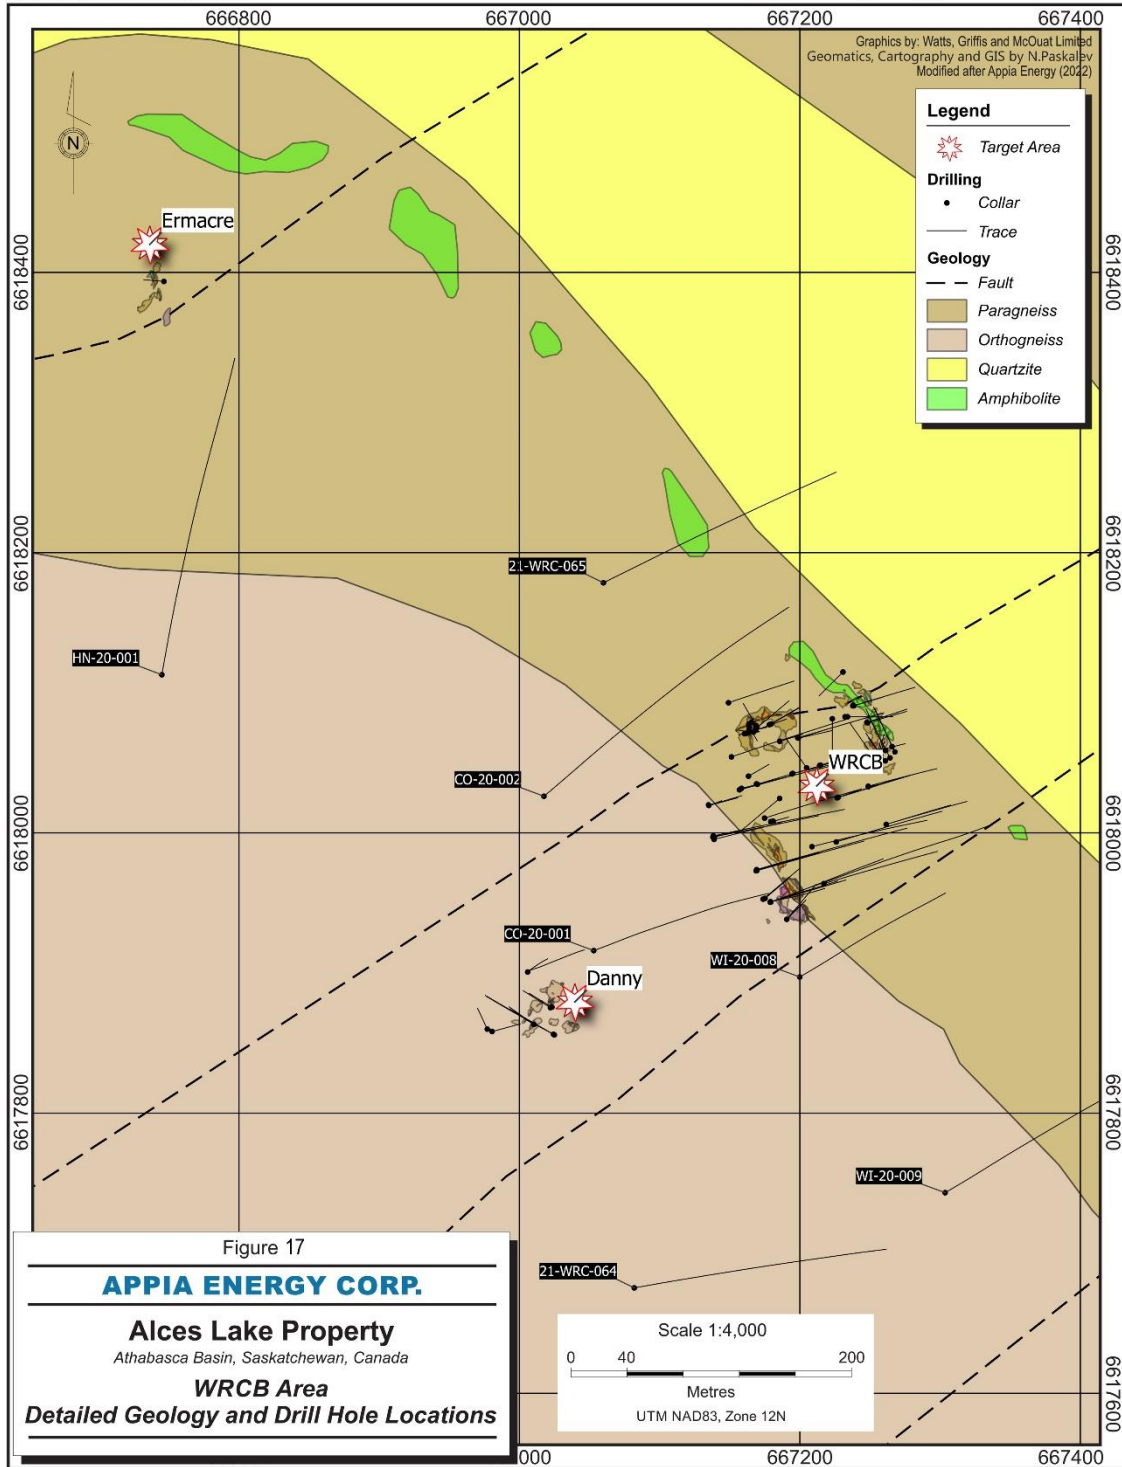 666800 667000 667200 667400
Graphics by: Watts, Griffis and McOuat Limited
Geomatics, Cartography and GIS by N.Paskalev
Modified after Appia Energy (2022)
Legend
Target Area
Drilling
Collar
Trace
Geology
Fault
Paragneiss
Orthogneiss
Quartzite
Amphibolite
N
Ermacre
6618400 6618400
6618200 6618200
21-WRC-065
HN-20-001
CO-20-002
WRCB
6618000 6618000
CO-20-001
WI-20-008
Danny
6617800 6617800
WI-20-009
21-WRC-064
Figure 17
APPIA ENERGY CORP.
Alces Lake Property
Athabasca Basin, Saskatchewan, Canada
WRCB Area
Detailed Geology and Drill Hole Locations
Scale 1:4,000
0 40 200
Metres
UTM NAD83, Zone 12N
6617600
000 667200 667400